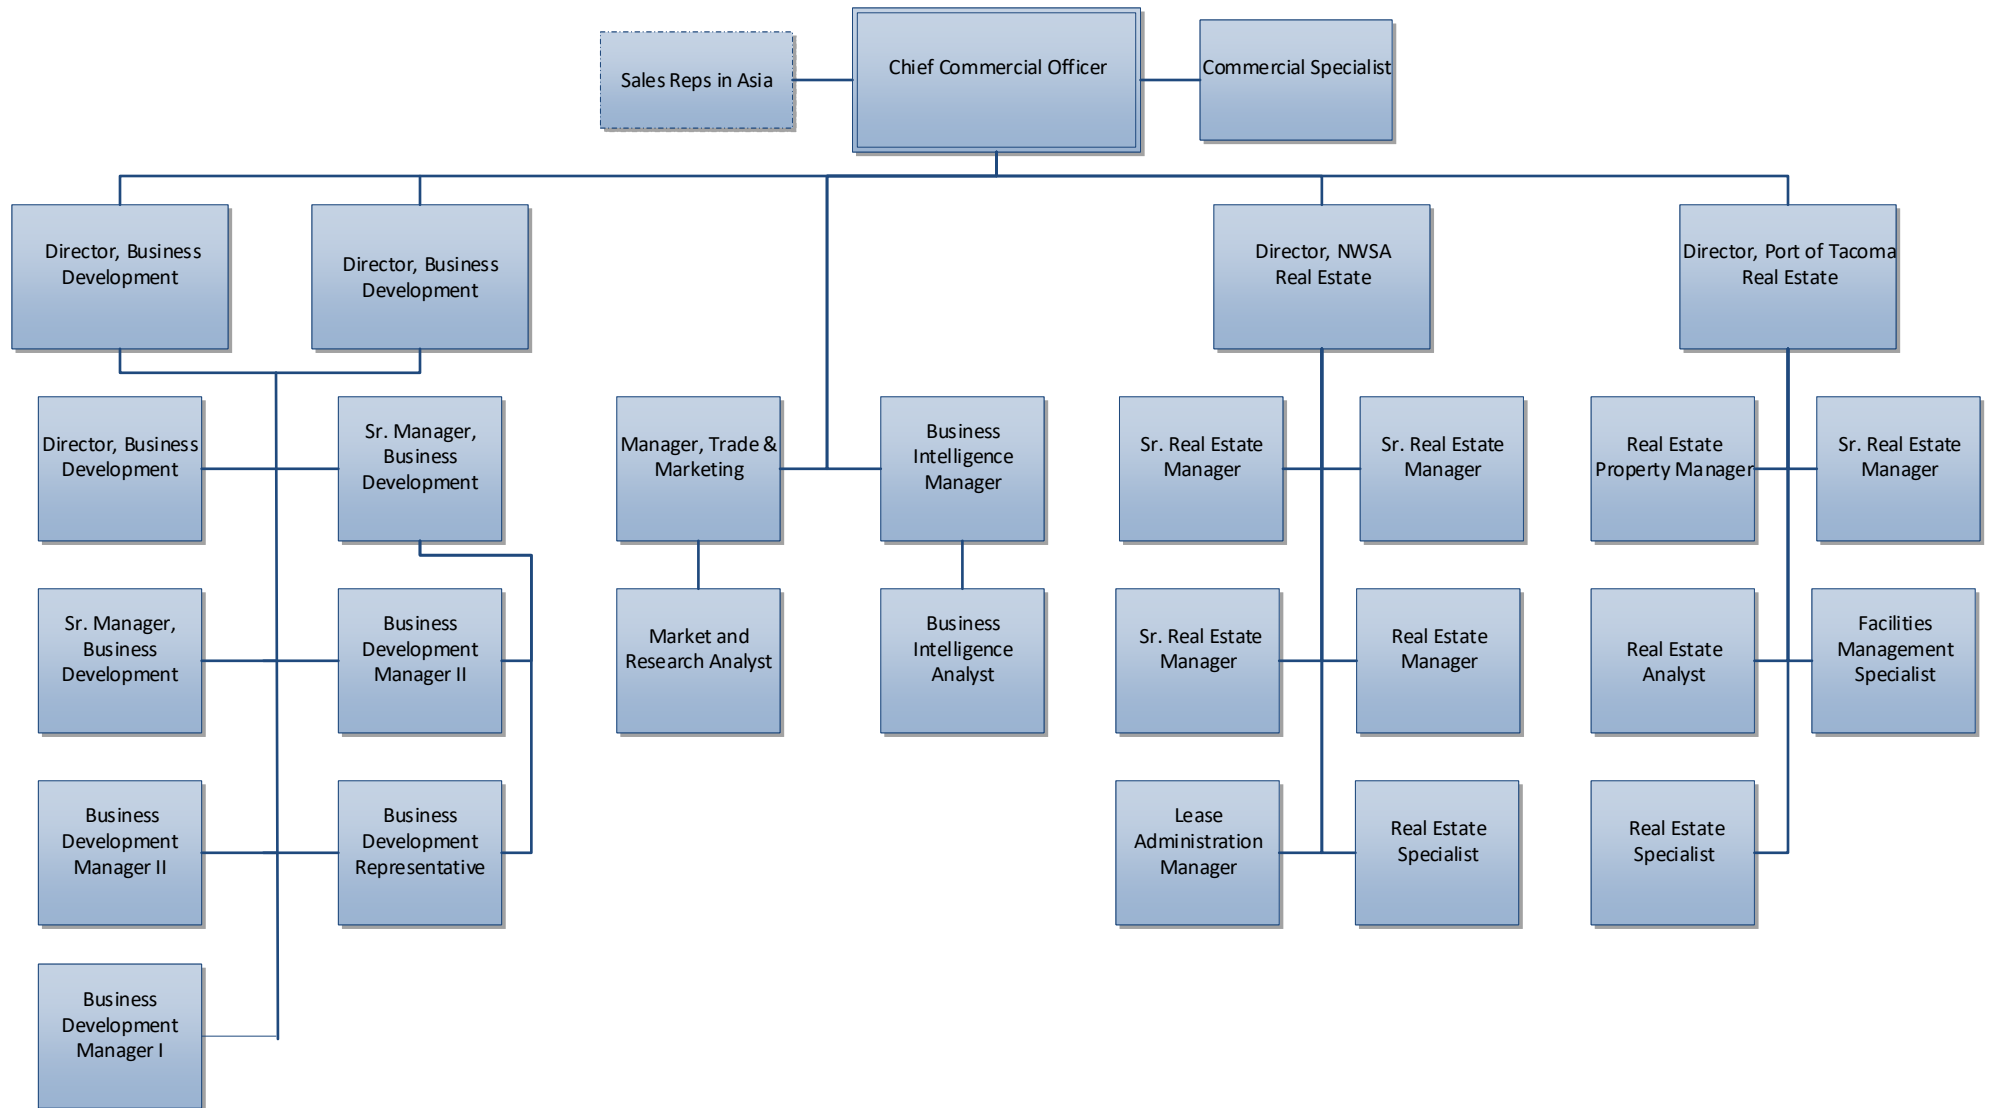 Sales Reps in Asia
Chief Commercial Officer
Commercial Specialist
Director, Business
Development
Director, Business
Development
Director, NWSA
Real Estate
Director, Port of Tacoma
Real Estate
Director, Business
Development
Sr. Manager,
Business
Development
Manager, Trade &
Marketing
Business
Intelligence
Manager
Sr. Real Estate
Manager
Sr. Real Estate
Manager
Real Estate
Property Manager
Sr. Real Estate
Manager
Sr. Manager,
Business
Development
Business
Development
Manager II
Market and
Research Analyst
Business
Intelligence
Analyst
Sr. Real Estate
Manager
Real Estate
Manager
Real Estate
Analyst
Facilities
Management
Specialist
Business
Development
Manager II
Business
Development
Representative
Lease
Administration
Manager
Real Estate
Specialist
Real Estate
Specialist
Business
Development
Manager I